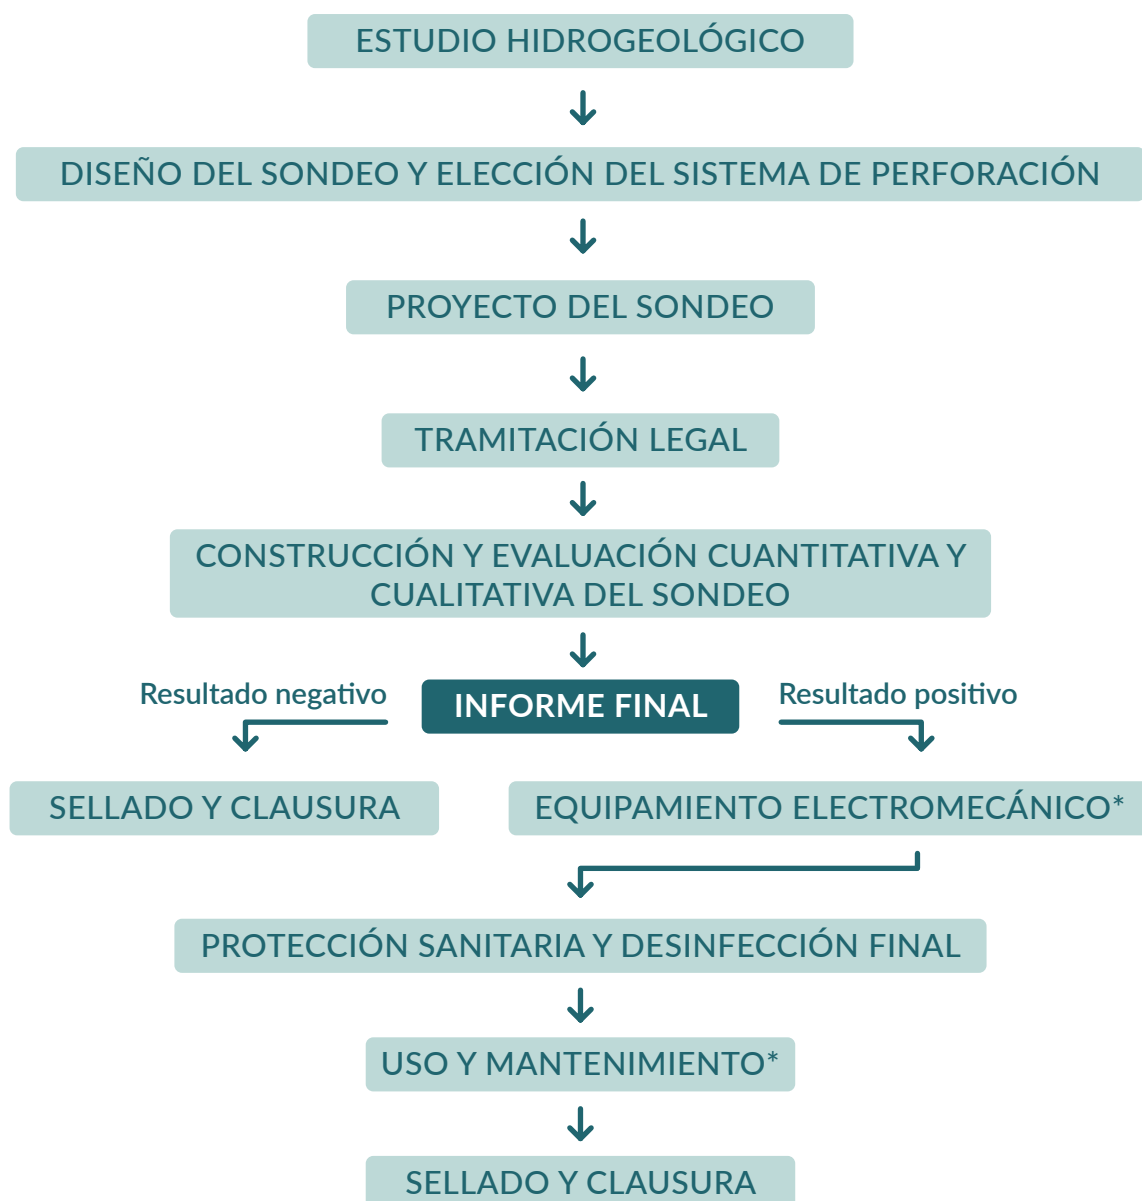 ESTUDIO HIDROGEOLÓGICO
DISEÑO DEL SONDEO Y ELECCIÓN DEL SISTEMA DE PERFORACIÓN
PROYECTO DEL SONDEO
TRAMITACIÓN LEGAL
CONSTRUCCIÓN Y EVALUACIÓN CUANTITATIVA Y
CUALITATIVA DEL SONDEO
Resultado negativo
INFORME FINAL
Resultado positivo
SELLADO Y CLAUSURA
EQUIPAMIENTO ELECTROMECÁNICO*
PROTECCIÓN SANITARIA Y DESINFECCIÓN FINAL
USO Y MANTENIMIENTO*
SELLADO Y CLAUSURA